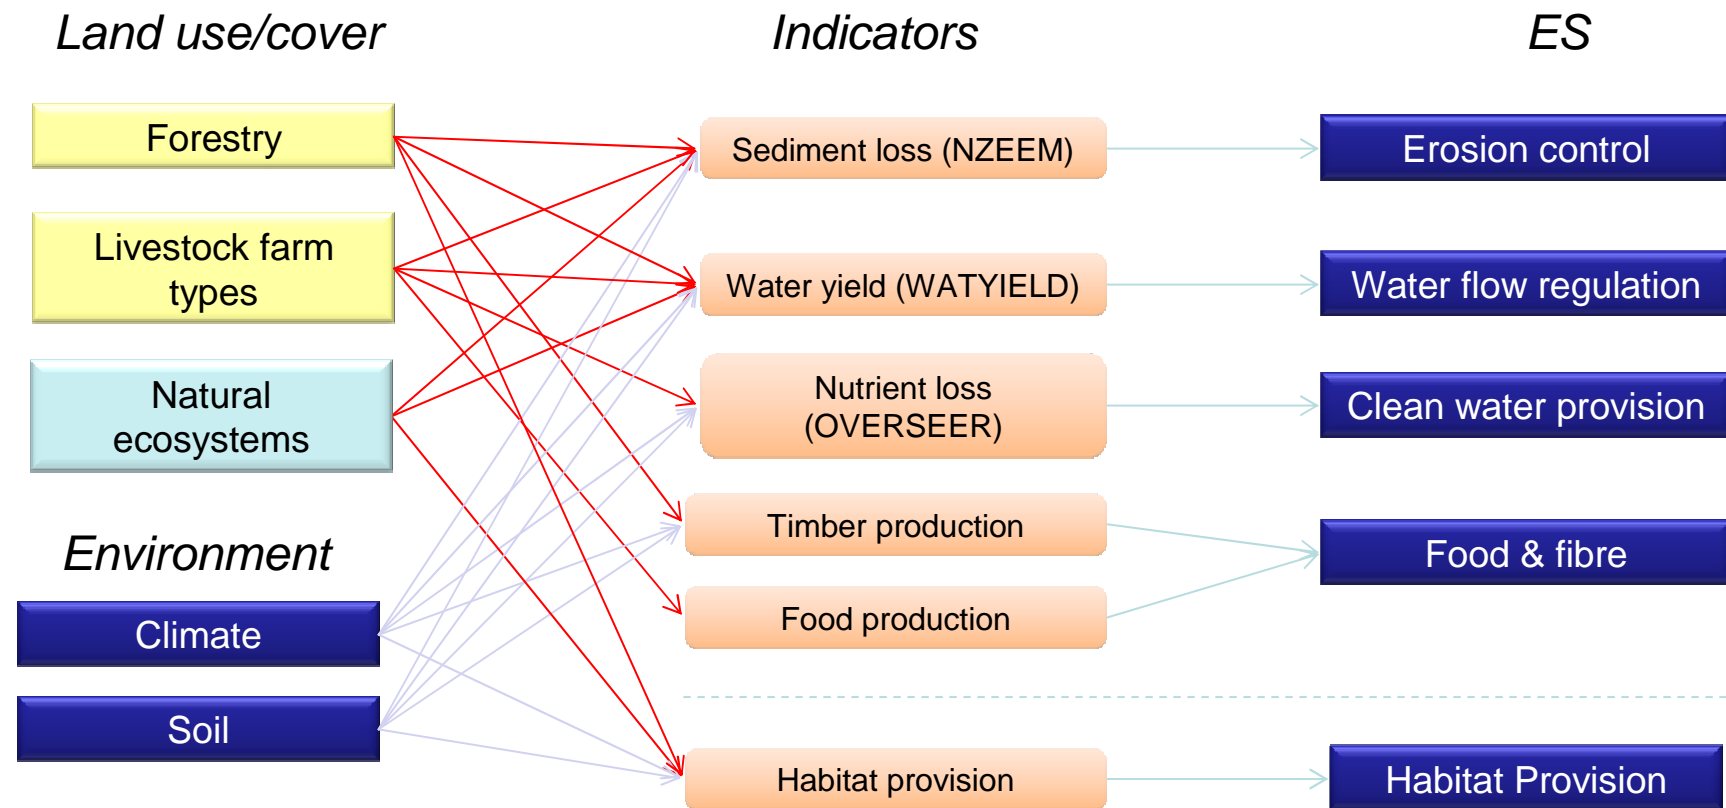 Land use/cover
Indicators
ES
Forestry
Livestock farm
types
Natural
ecosystems
Environment
Climate
Soil
Sediment loss (NZEEM)
Water yield (WATYIELD)
Nutrient loss
(OVERSEER)
Timber production
Food production
Habitat provision
Erosion control
Water flow regulation
Clean water provision
Food & fibre
Habitat Provision